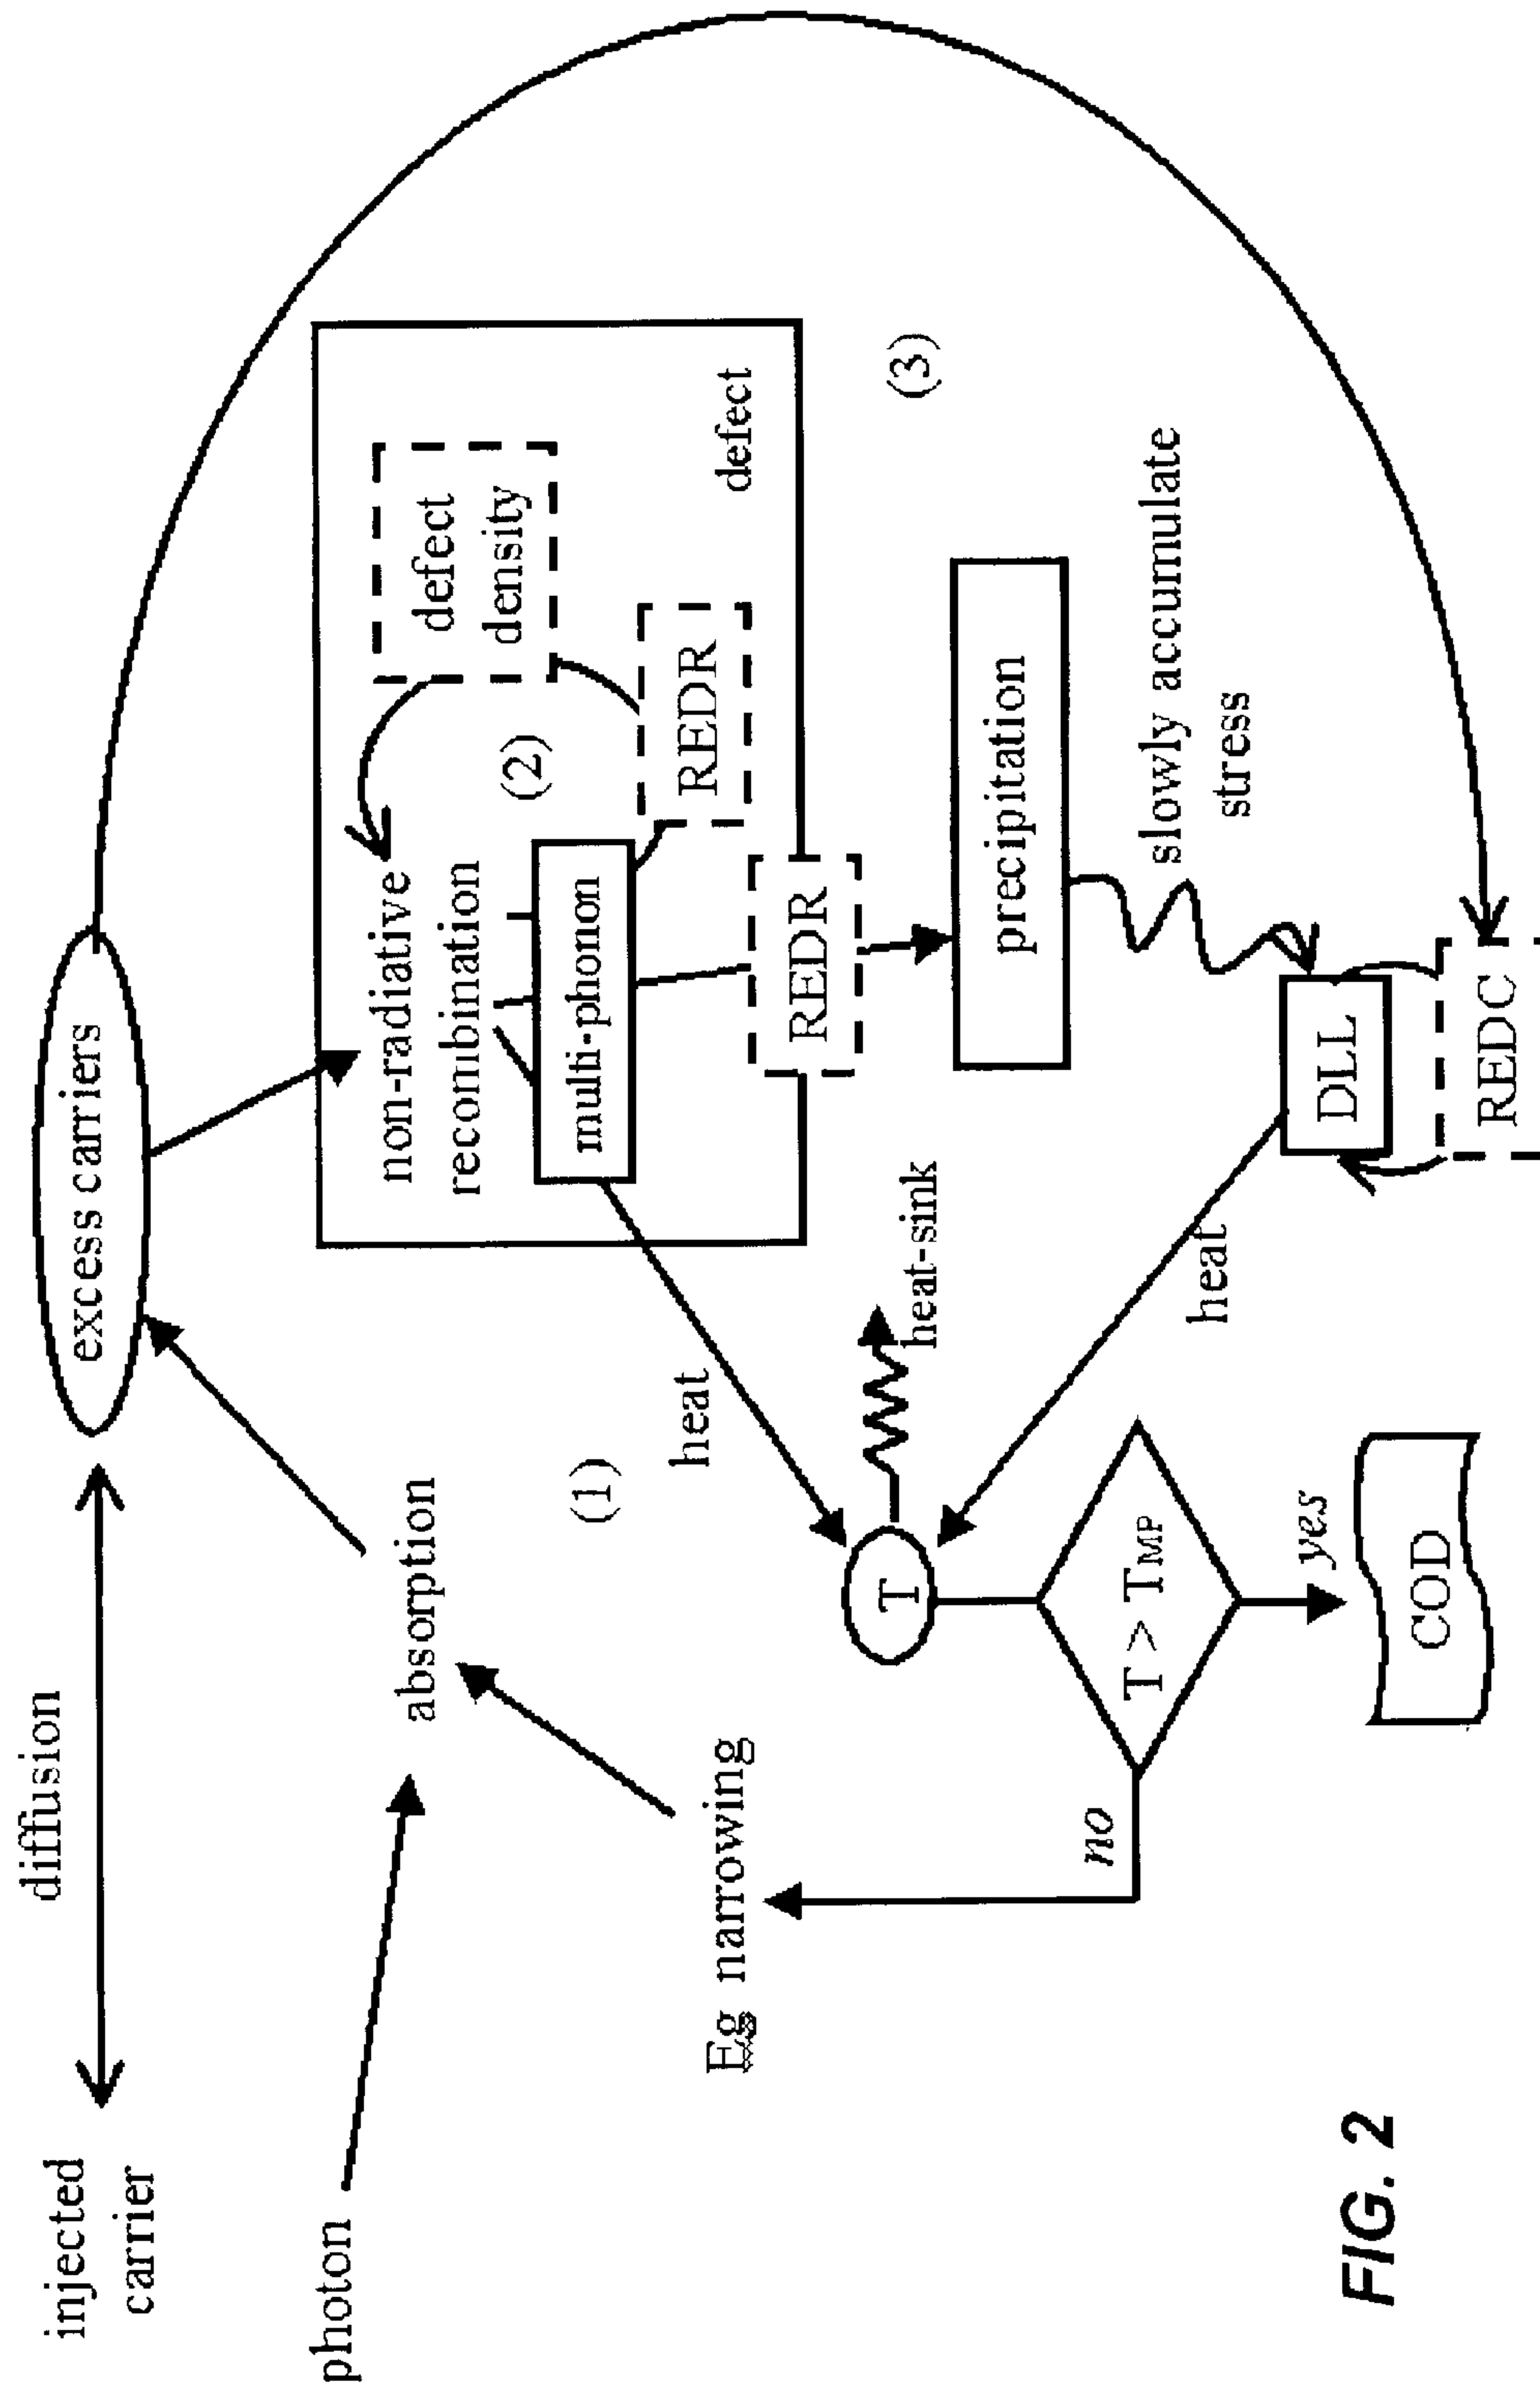 injected
carrier
diffusion
excess carriers
photon
absorption
non-radiative
recombination
defect
density
(1)
(2)
multi-phonon
REDR
defect
Eg narrowing
heat
REDR
(3)
T
heat-sink
precipitation
no
T > TMP
slowly accumulate
stress
heat
yes
DLL
COD
REDC
FIG. 2